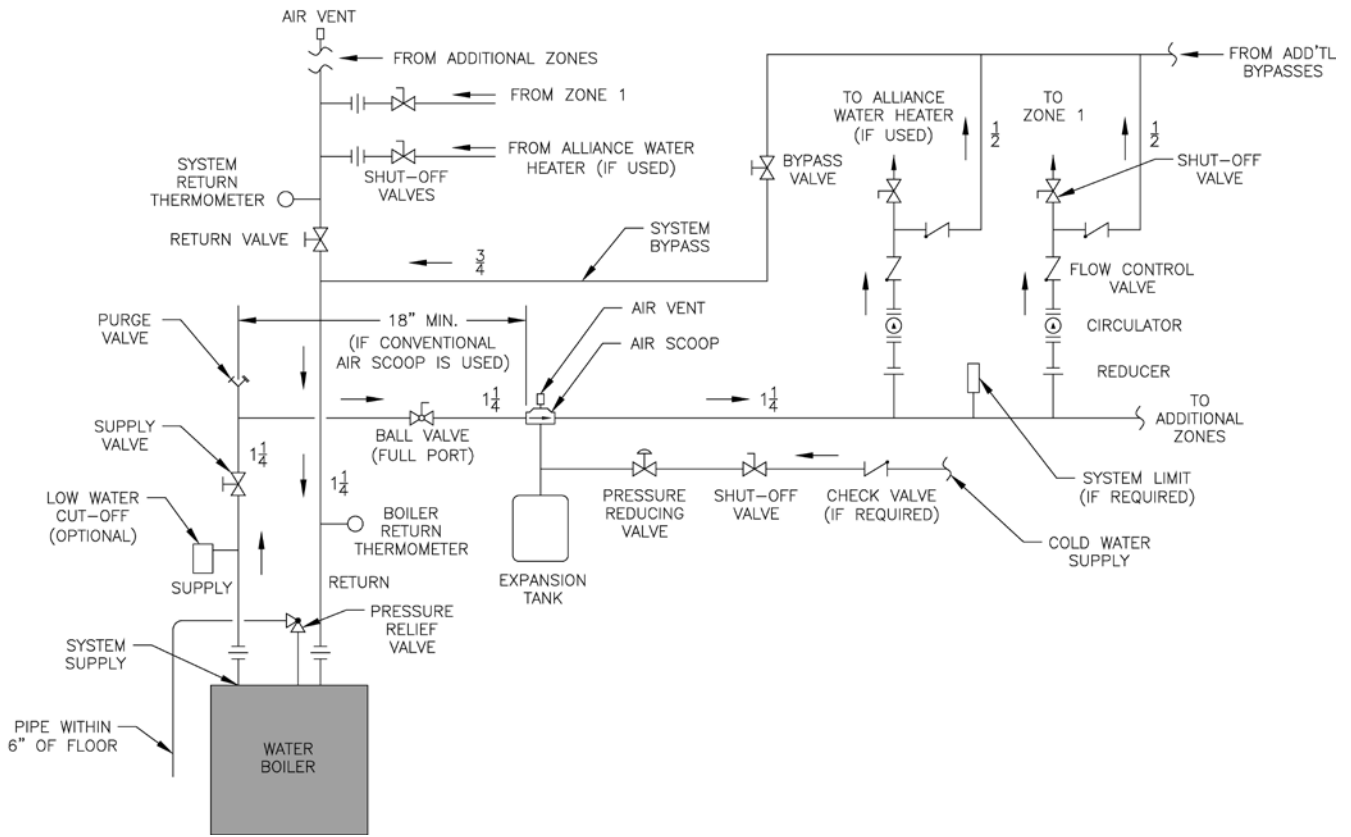 AIR VENT
FROM ADDITIONAL ZONES
FROM ZONE 1
FROM ALLIANCE WATER
HEATER (IF USED)
SHUT-OFF
VALVES
SYSTEM
RETURN
THERMOMETER
RETURN VALVE
FROM ADD'TL
BYPASSES
TO ALLIANCE
WATER HEATER
(IF USED)
1/2
TO
ZONE 1
1/2
SHUT-OFF
VALVE
BYPASS
VALVE
SYSTEM
BYPASS
3/4
FLOW CONTROL
VALVE
CIRCULATOR
REDUCER
PURGE
VALVE
18" MIN.
(IF CONVENTIONAL
AIR SCOOP IS USED)
AIR VENT
AIR SCOOP
1 1/4
1 1/4
BALL VALVE
(FULL PORT)
TO
ADDITIONAL
ZONES
SUPPLY
VALVE
1 1/4
1 1/4
LOW WATER
CUT-OFF
(OPTIONAL)
SUPPLY
BOILER
RETURN
THERMOMETER
RETURN
PRESSURE
REDUCING
VALVE
SHUT-OFF
VALVE
CHECK VALVE
(IF REQUIRED)
SYSTEM LIMIT
(IF REQUIRED)
COLD WATER
SUPPLY
EXPANSION
TANK
PRESSURE
RELIEF
VALVE
SYSTEM
SUPPLY
PIPE WITHIN
6" OF FLOOR
WATER
BOILER